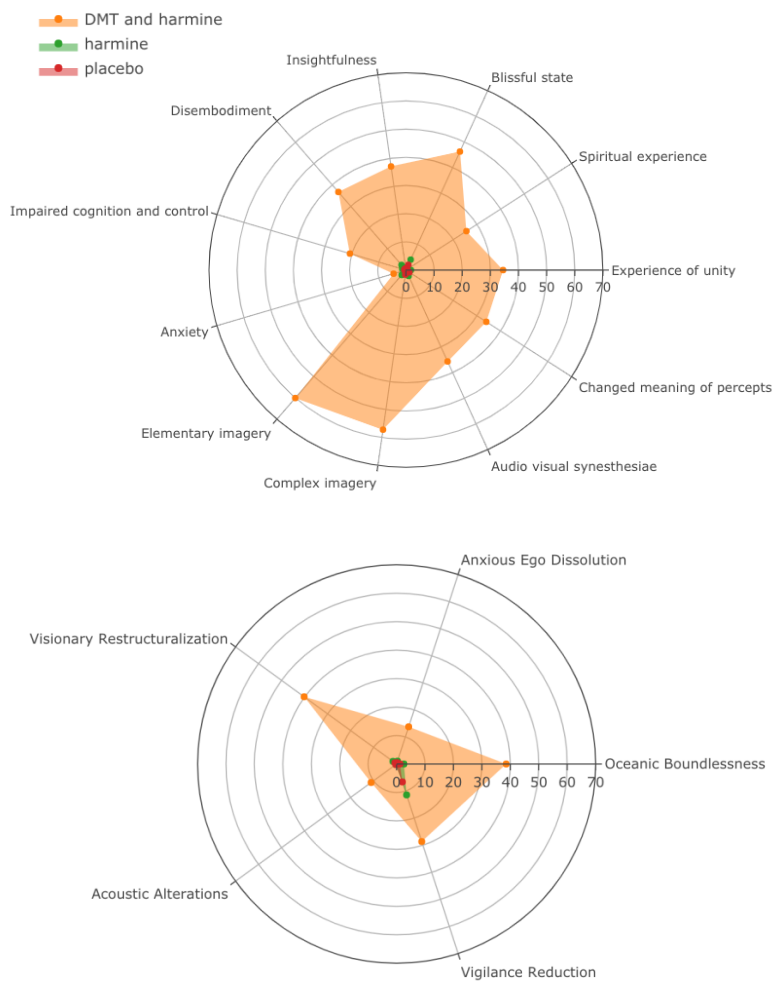 DMT and harmine
harmine
placebo
Insightfulness
Blissful state
Disembodiment
Spiritual experience
Impaired cognition and control
Experience of unity
0 10 20 30 40 50 60 70
Anxiety
Changed meaning of percepts
Elementary imagery
Audio visual synesthesiae
Complex imagery
Anxious Ego Dissolution
Visionary Restructuralization
Oceanic Boundlessness
0 10 20 30 40 50 60 70
Acoustic Alterations
Vigilance Reduction